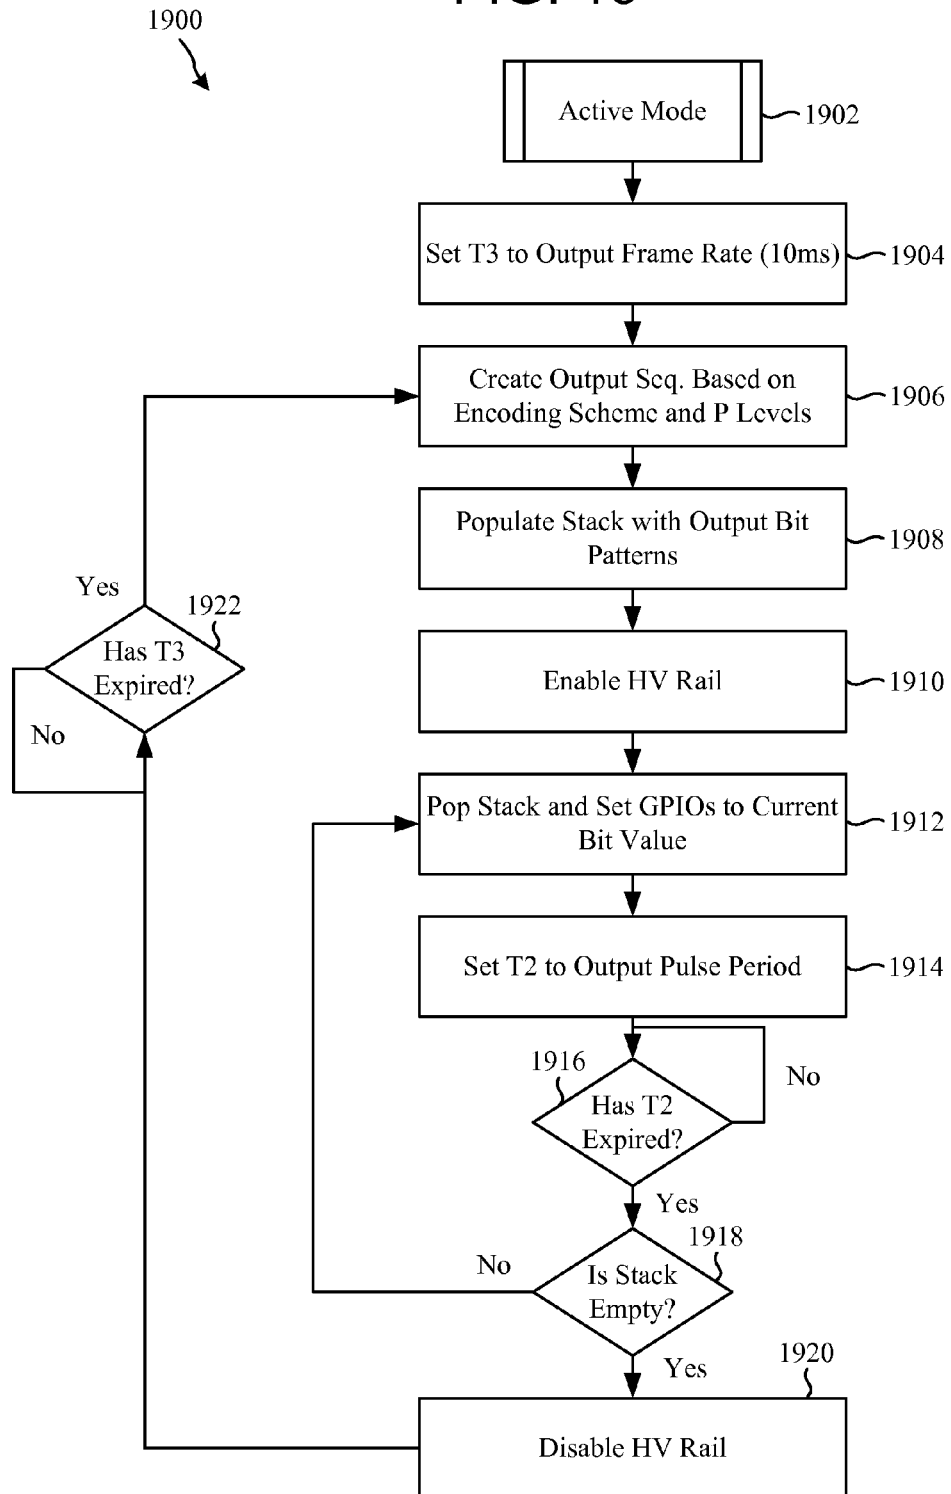 1900
Active Mode
1902
Set T3 to Output Frame Rate (10ms)
1904
Create Output Seq. Based on
Encoding Scheme and P Levels
1906
Populate Stack with Output Bit
Patterns
1908
Yes
1922
Has T3
Expired?
No
Enable HV Rail
1910
Pop Stack and Set GPIOs to Current
Bit Value
1912
Set T2 to Output Pulse Period
1914
1916
Has T2
Expired?
No
Yes
1918
No
Is Stack
Empty?
Yes
1920
Disable HV Rail